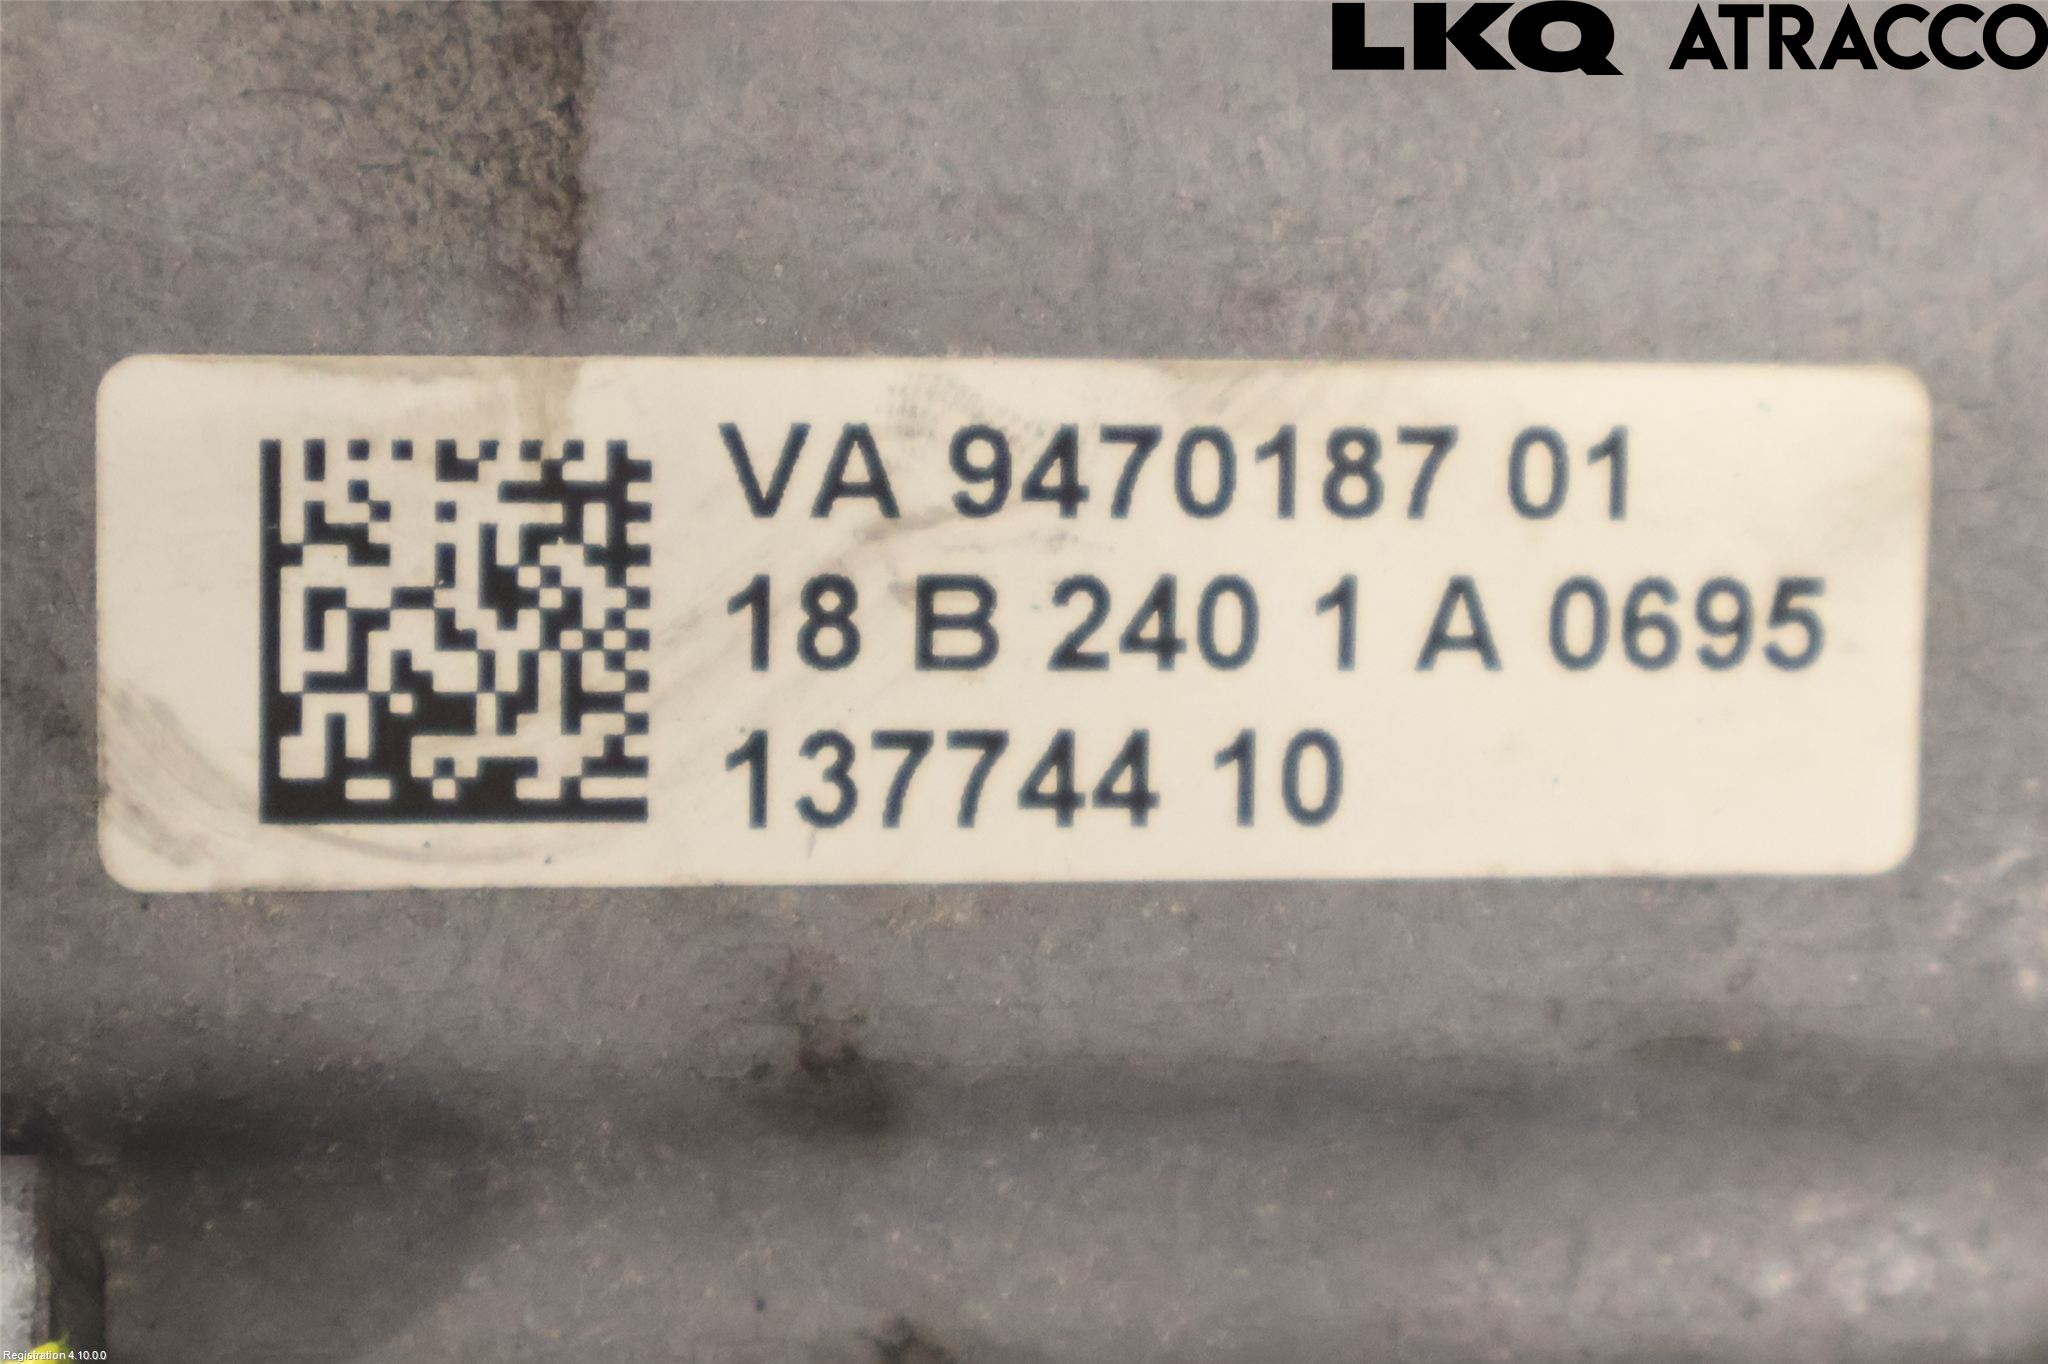 LKQ ATRACCO
VA 9470187 01
18 B 240 1 A 0695
137744 10
Registration 4.10.0.0